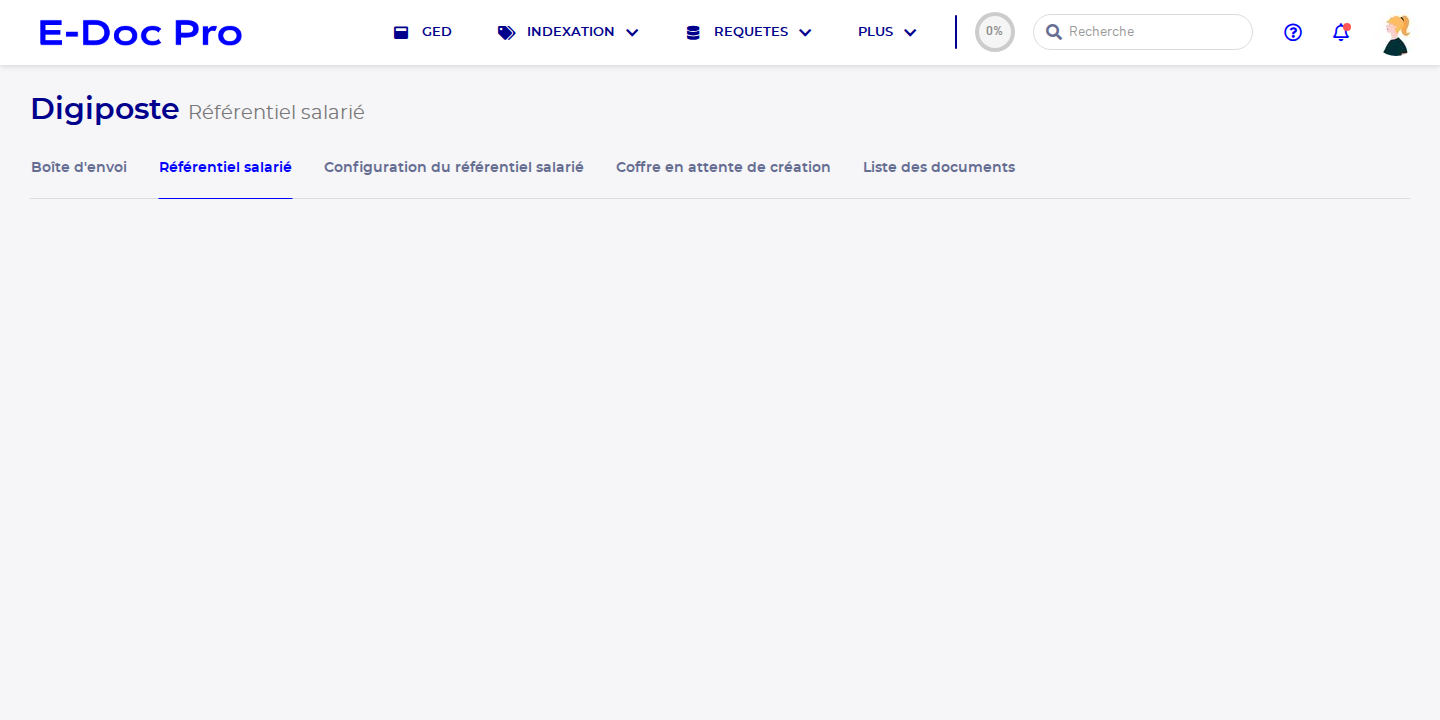 E-Doc Pro GED INDEXATION REQUETES PLUS 0% Recherche
Digiposte Référentiel salarié
Boîte d'envoi Référentiel salarié Configuration du référentiel salarié Coffre en attente de création Liste des documents